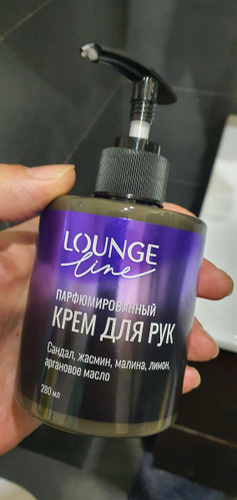 LOUNGE
line
ПАРФЮМИРОВАННЫЙ
КРЕМ ДЛЯ РУК
Сандал, жасмин, малина, лимон,
аргановое масло
280 мл